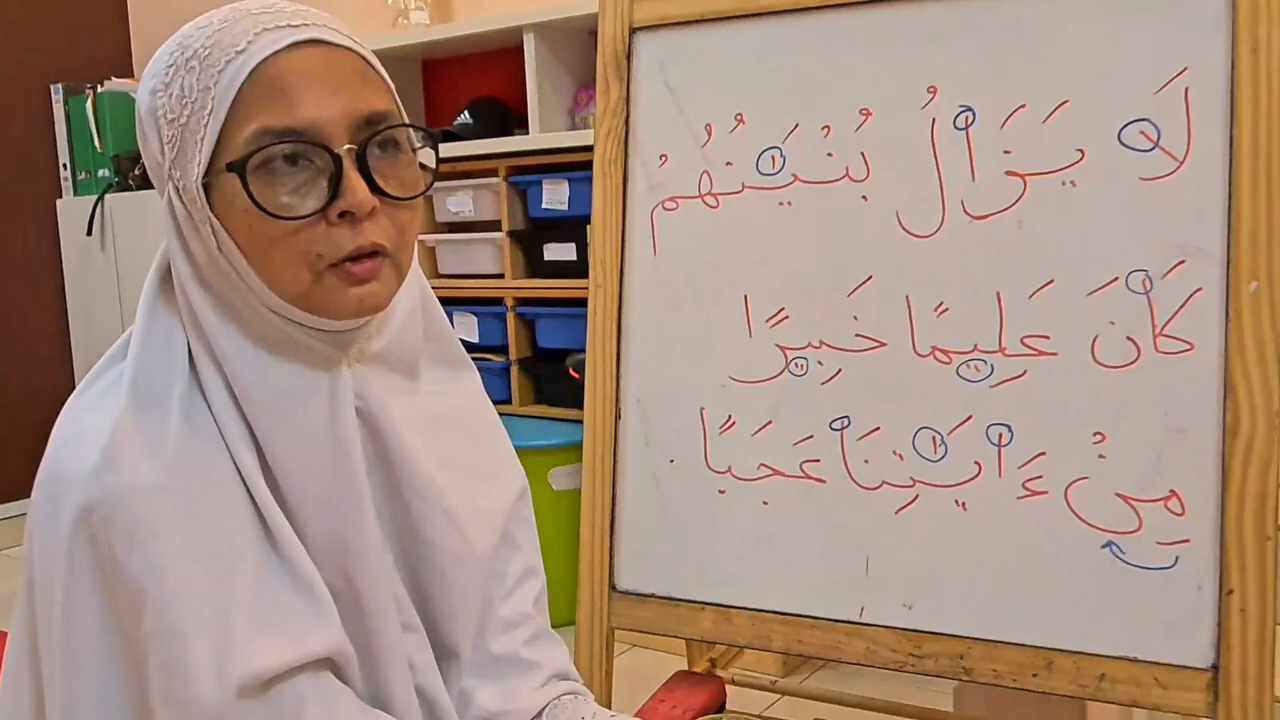 لَا يَزَالُ بُنْيَٰنُهُمُ
كَانَ عَلِيمًا خَبِيرًا
مِنْ ءَايَٰتِنَا عَجَبًا